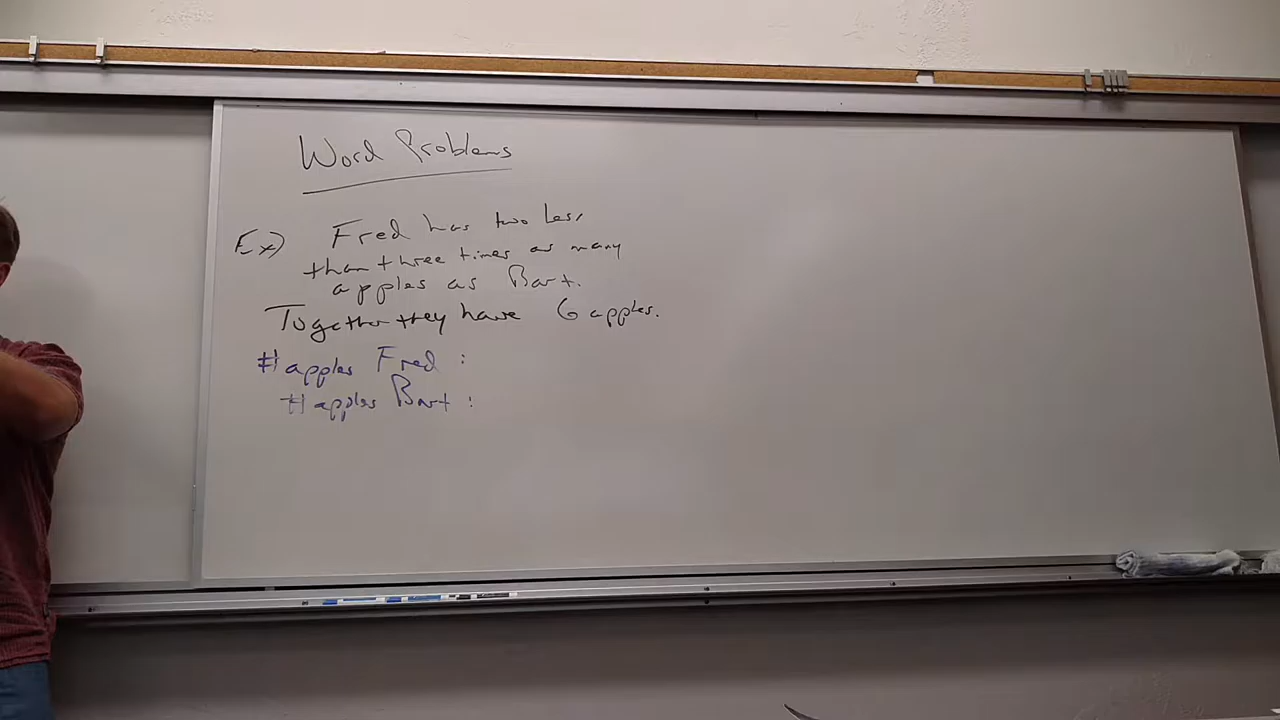 Word Problems
Ex) Fred has two less
than three times as many
apples as Bart.
Together they have 6 apples.
# apples Fred :
# apples Bart :